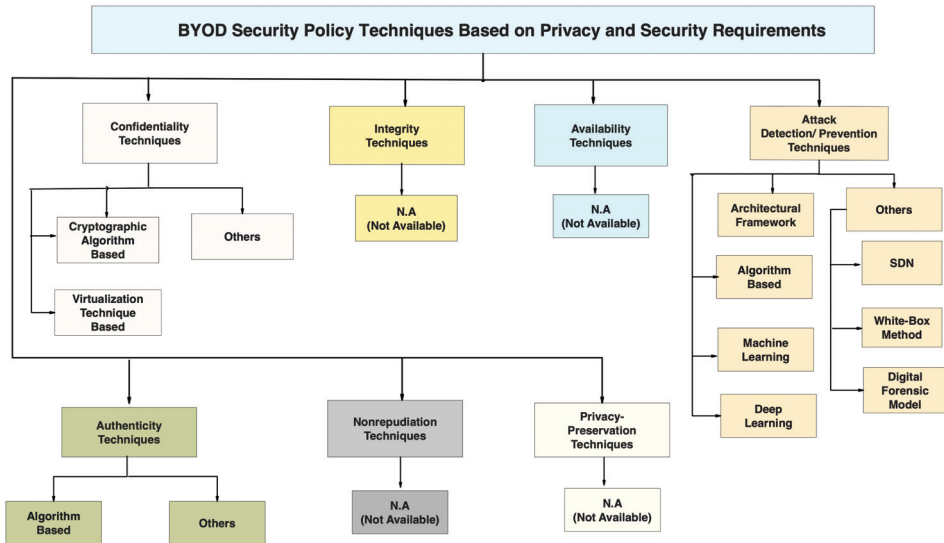 BYOD Security Policy Techniques Based on Privacy and Security Requirements
Confidentiality
Techniques
Integrity
Techniques
Availability
Techniques
Attack
Detection/ Prevention
Techniques
Cryptographic
Algorithm
Based
Others
Virtualization
Technique
Based
N.A
(Not Available)
N.A
(Not Available)
Architectural
Framework
Others
Algorithm
Based
SDN
Machine
Learning
White-Box
Method
Deep
Learning
Digital
Forensic
Model
Authenticity
Techniques
Nonrepudiation
Techniques
Privacy-
Preservation
Techniques
Algorithm
Based
Others
N.A
(Not Available)
N.A
(Not Available)